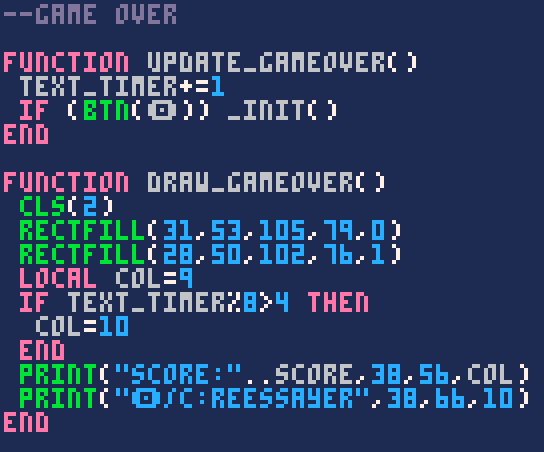 --GAME OVER
FUNCTION UPDATE_GAMEOVER()
TEXT_TIMER+=1
IF (BTN(🅾️)) _INIT()
END
FUNCTION DRAW_GAMEOVER()
CLS(2)
RECTFILL(31,53,105,79,0)
RECTFILL(28,50,102,76,1)
LOCAL COL=9
IF TEXT_TIMER%8>4 THEN
COL=10
END
PRINT("SCORE:"..SCORE,38,56,COL)
PRINT("🅾️/C:REESSAYER",38,66,10)
END